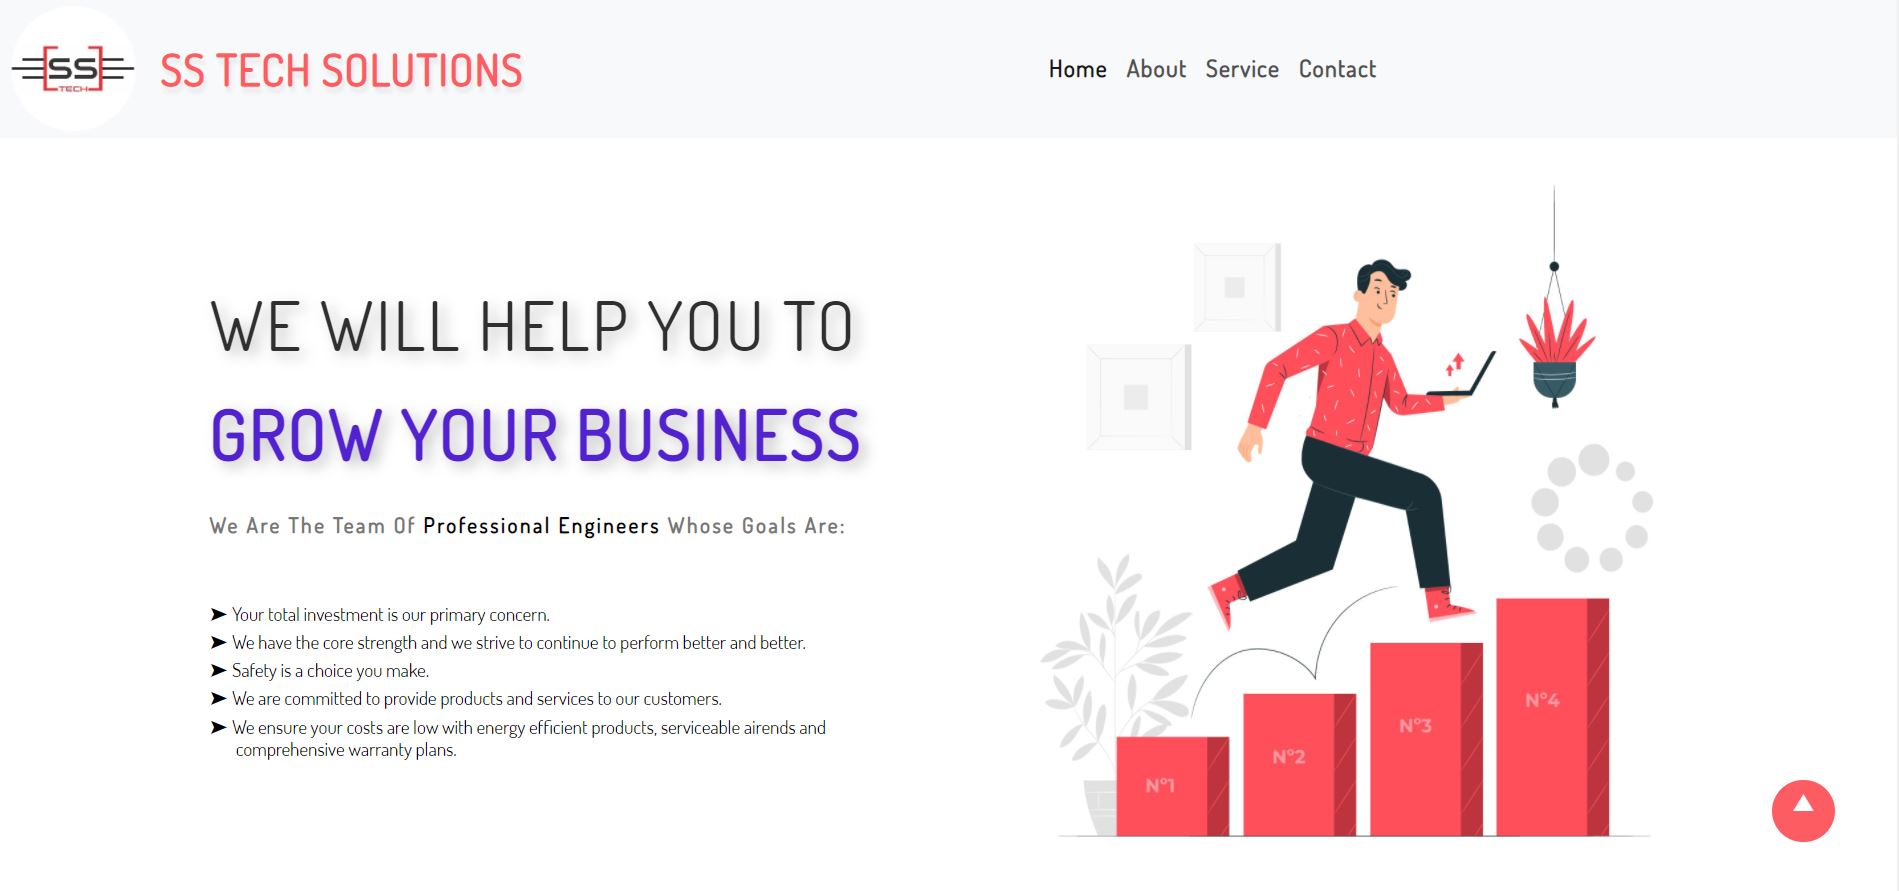 SS
TECH
SS TECH SOLUTIONS
Home About Service Contact
WE WILL HELP YOU TO
GROW YOUR BUSINESS
We Are The Team Of Professional Engineers Whose Goals Are:
➤ Your total investment is our primary concern.
➤ We have the core strength and we strive to continue to perform better and better.
➤ Safety is a choice you make.
➤ We are committed to provide products and services to our customers.
➤ We ensure your costs are low with energy efficient products, serviceable airends and
comprehensive warranty plans.
N°1
N°2
N°3
N°4